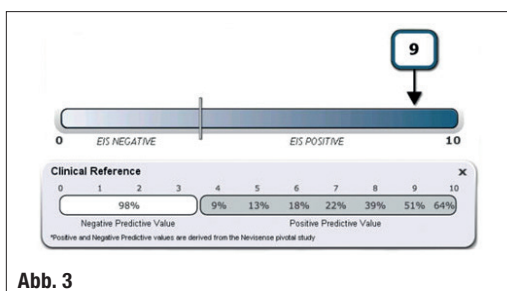 9
0 EIS NEGATIVE EIS POSITIVE 10
Clinical Reference x
0 1 2 3 4 5 6 7 8 9 10
98% 9% 13% 18% 22% 39% 51% 64%
Negative Predictive Value Positive Predictive Value
*Positive and Negative Predictive values are derived from the Nevisense pivotal study
Abb. 3